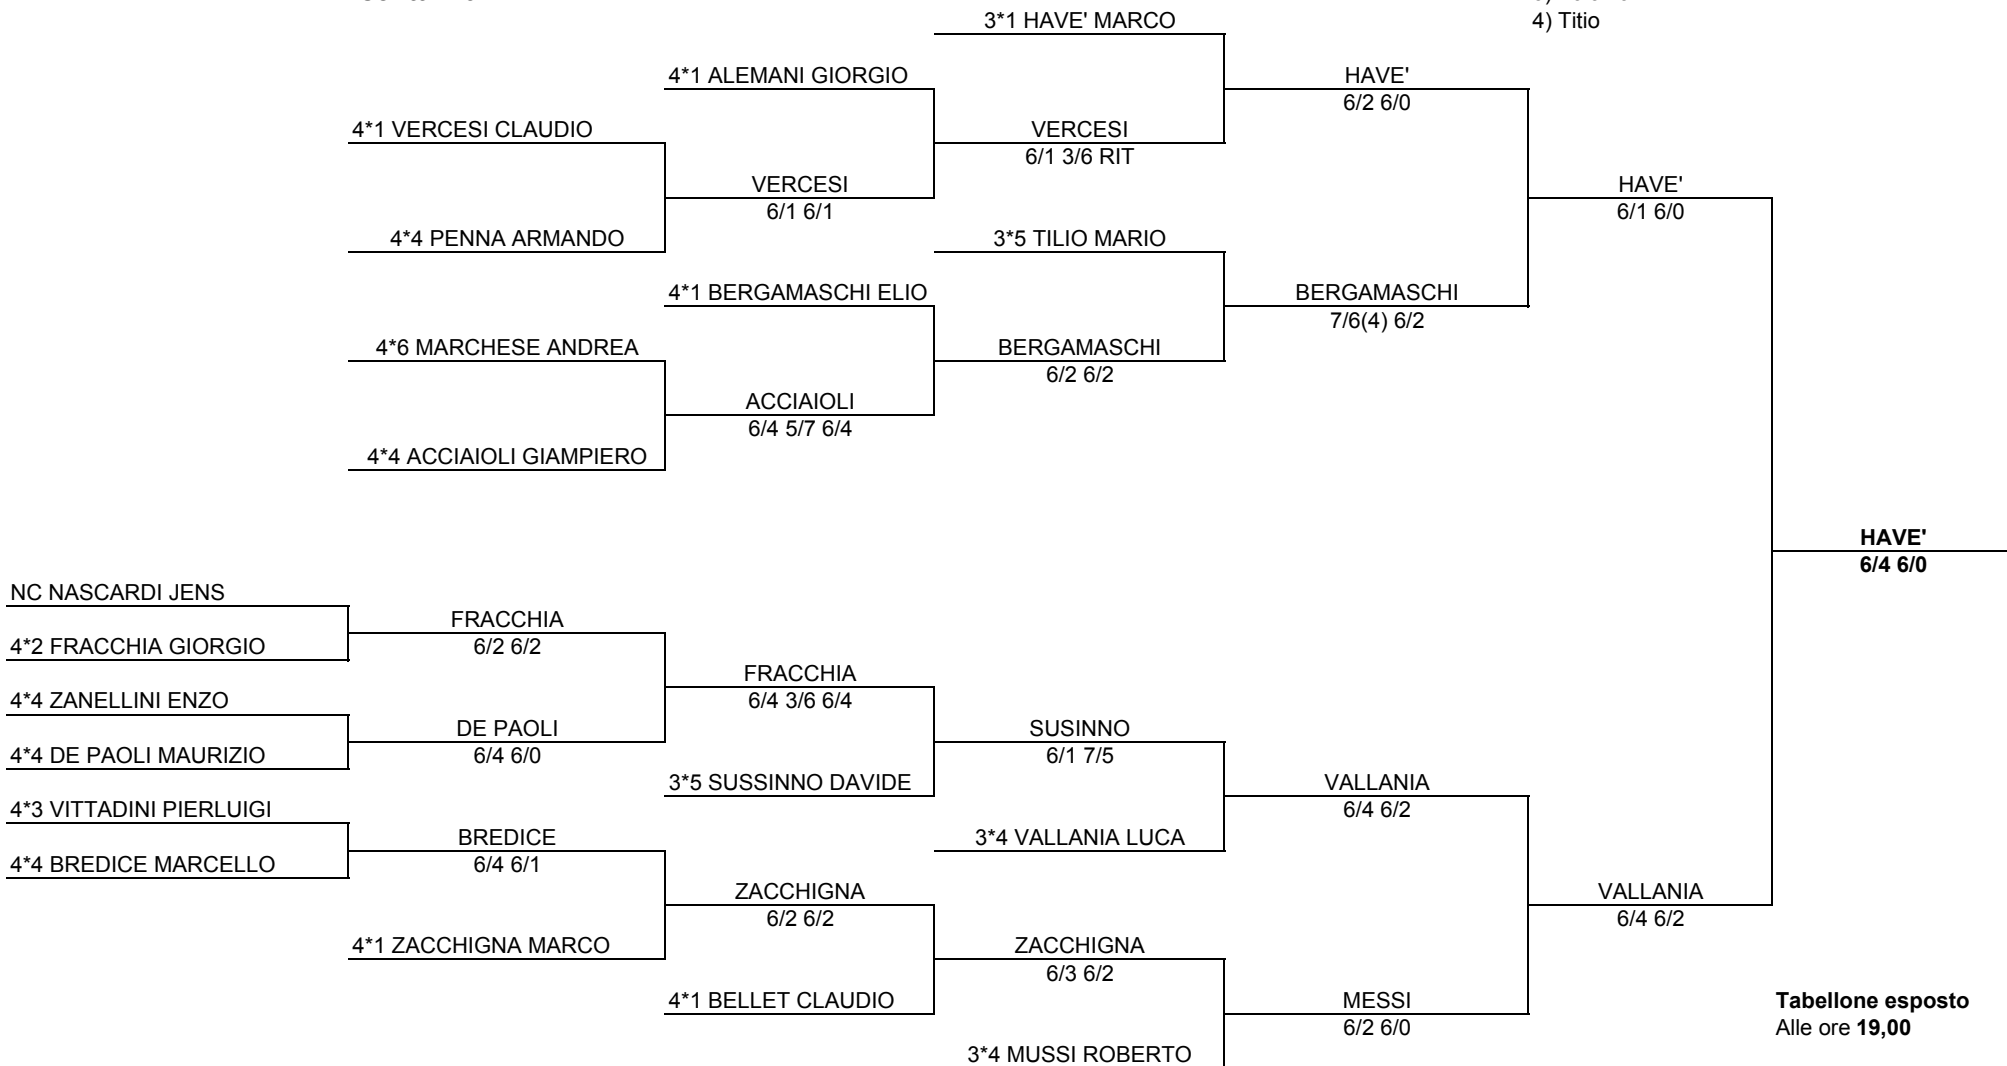 3*1 HAVE' MARCO
4) Titio
4*1 ALEMANI GIORGIO
HAVE'
6/2 6/0
4*1 VERCESI CLAUDIO
VERCESI
6/1 3/6 RIT
VERCESI
6/1 6/1
HAVE'
6/1 6/0
4*4 PENNA ARMANDO
3*5 TILIO MARIO
4*1 BERGAMASCHI ELIO
BERGAMASCHI
7/6(4) 6/2
4*6 MARCHESE ANDREA
BERGAMASCHI
6/2 6/2
ACCIAIOLI
6/4 5/7 6/4
4*4 ACCIAIOLI GIAMPIERO
HAVE'
6/4 6/0
NC NASCARDI JENS
FRACCHIA
6/2 6/2
4*2 FRACCHIA GIORGIO
FRACCHIA
6/4 3/6 6/4
4*4 ZANELLINI ENZO
DE PAOLI
6/4 6/0
SUSINNO
6/1 7/5
4*4 DE PAOLI MAURIZIO
3*5 SUSSINNO DAVIDE
VALLANIA
6/4 6/2
4*3 VITTADINI PIERLUIGI
BREDICE
6/4 6/1
3*4 VALLANIA LUCA
4*4 BREDICE MARCELLO
ZACCHIGNA
6/2 6/2
VALLANIA
6/4 6/2
4*1 ZACCHIGNA MARCO
ZACCHIGNA
6/3 6/2
4*1 BELLET CLAUDIO
MESSI
6/2 6/0
Tabellone esposto
Alle ore 19,00
3*4 MUSSI ROBERTO